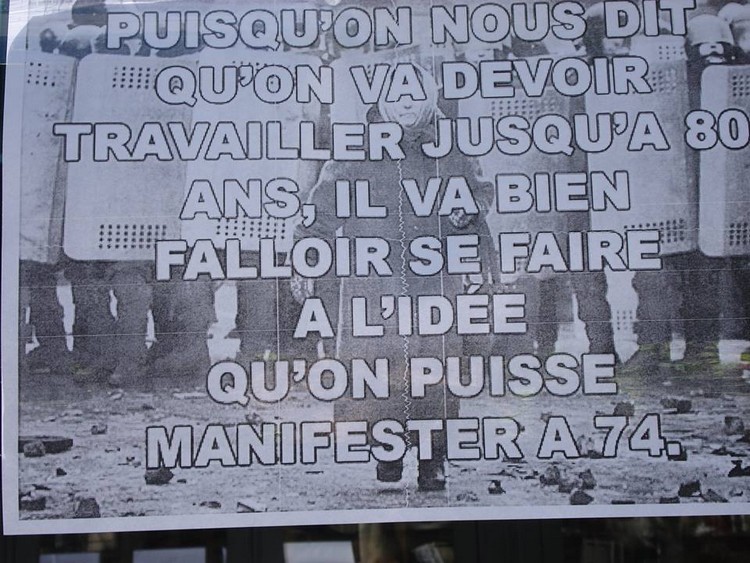 PUISQU'ON NOUS DIT
QU'ON VA DEVOIR
TRAVAILLER JUSQU'A 80
ANS, IL VA BIEN
FALLOIR SE FAIRE
A L'IDÉE
QU'ON PUISSE
MANIFESTER A 74.